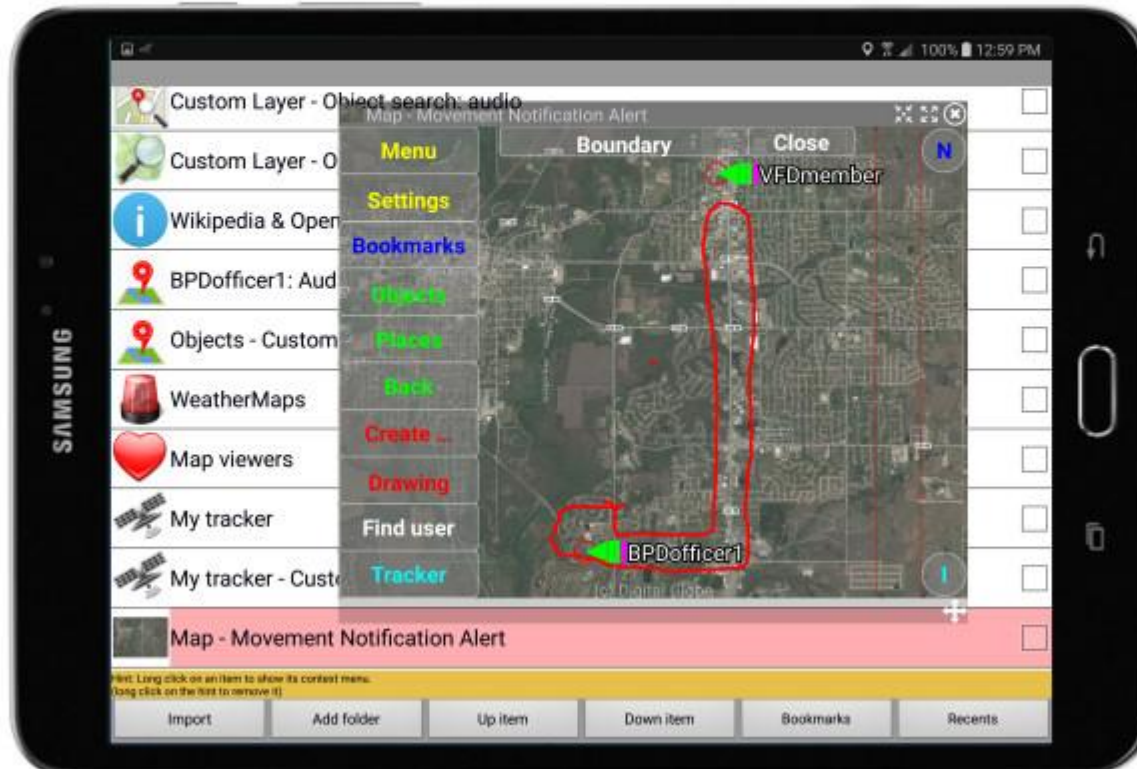 SAMSUNG
100% 12:59 PM
Custom Layer - Object search: audio
Map - Movement Notification Alert
Menu
Boundary
Close
N
Custom Layer - O
VFDmember
Settings
Wikipedia & Open
Bookmarks
BPDofficer1: Aud
Objects
Objects - Custom
Places
Back
WeatherMaps
Create ...
Map viewers
Drawing
My tracker
Find user
BPDofficer1
My tracker - Custo
Tracker
I
(c) Digital Globe
Map - Movement Notification Alert
Hint: Long click on an item to show its context menu.
(long click on the hint to remove it)
Import
Add folder
Up item
Down item
Bookmarks
Recents